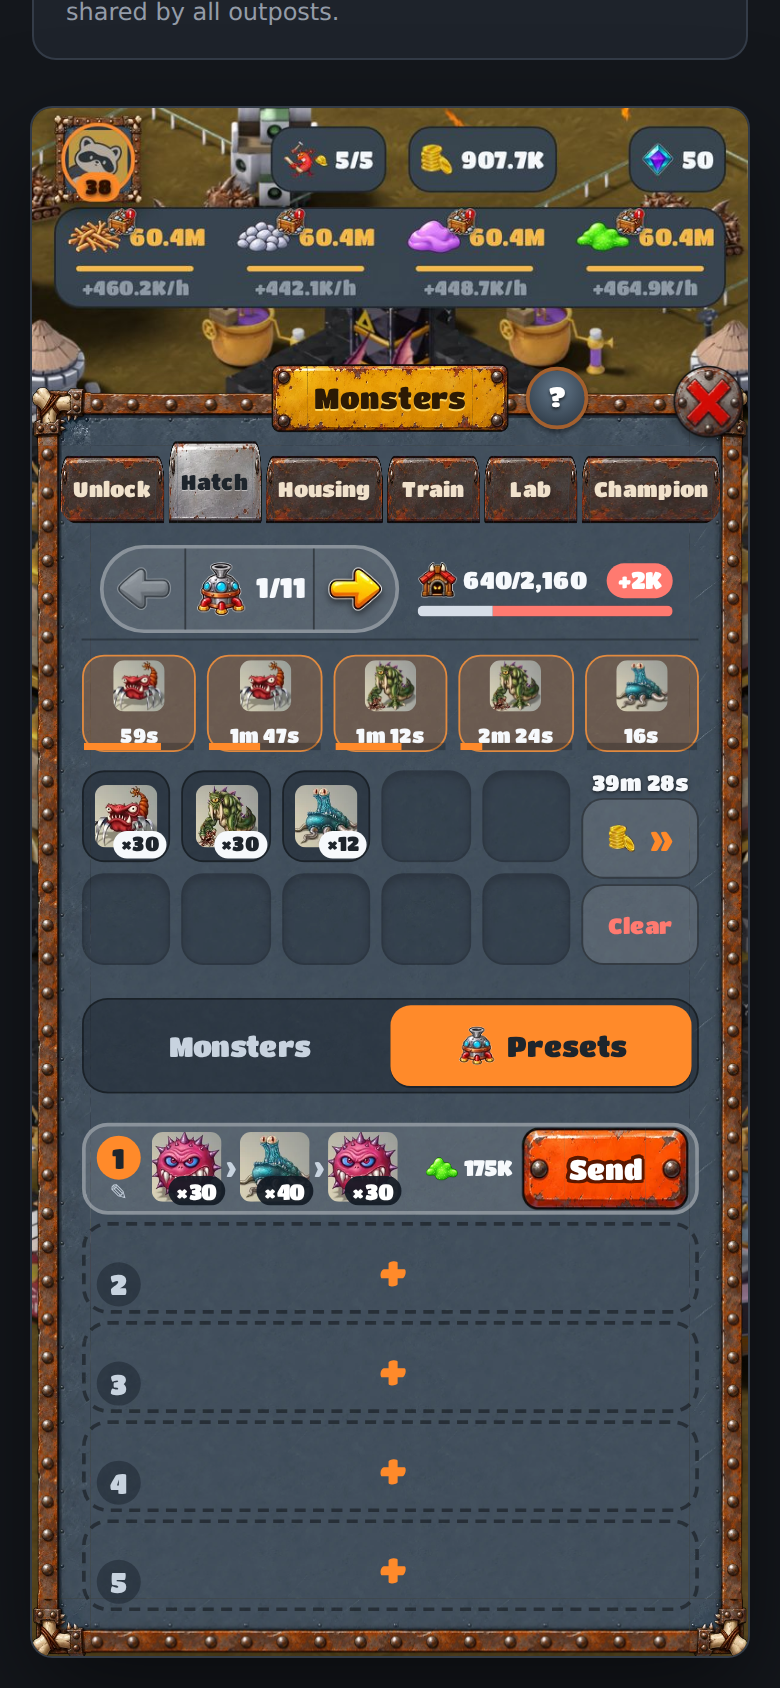 shared by all outposts.
38
5/5
907.7K
50
60.4M
60.4M
60.4M
60.4M
+460.2K/h
+442.1K/h
+448.7K/h
+464.9K/h
Monsters
?
Unlock
Hatch
Housing
Train
Lab
Champion
1/11
640/2,160
+2K
59s
1m 47s
1m 12s
2m 24s
16s
39m 28s
×30
×30
×12
Clear
Monsters
Presets
1
×30
×40
×30
175K
Send
2
3
4
5